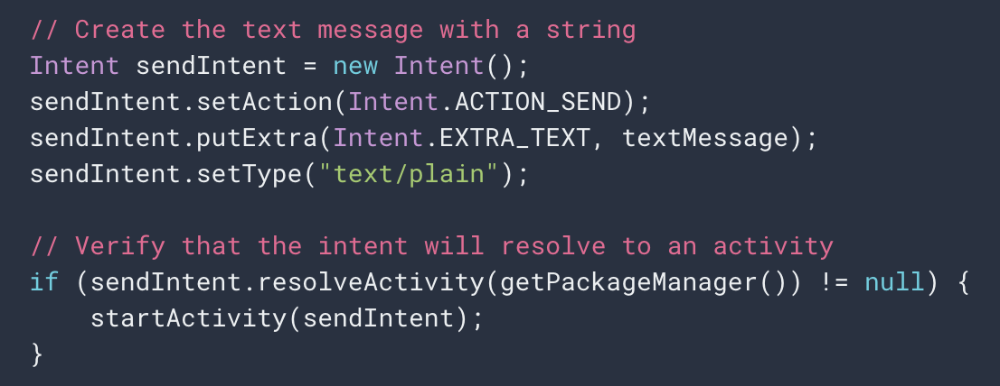 // Create the text message with a string
Intent sendIntent = new Intent();
sendIntent.setAction(Intent.ACTION_SEND);
sendIntent.putExtra(Intent.EXTRA_TEXT, textMessage);
sendIntent.setType("text/plain");

// Verify that the intent will resolve to an activity
if (sendIntent.resolveActivity(getPackageManager()) != null) {
    startActivity(sendIntent);
}